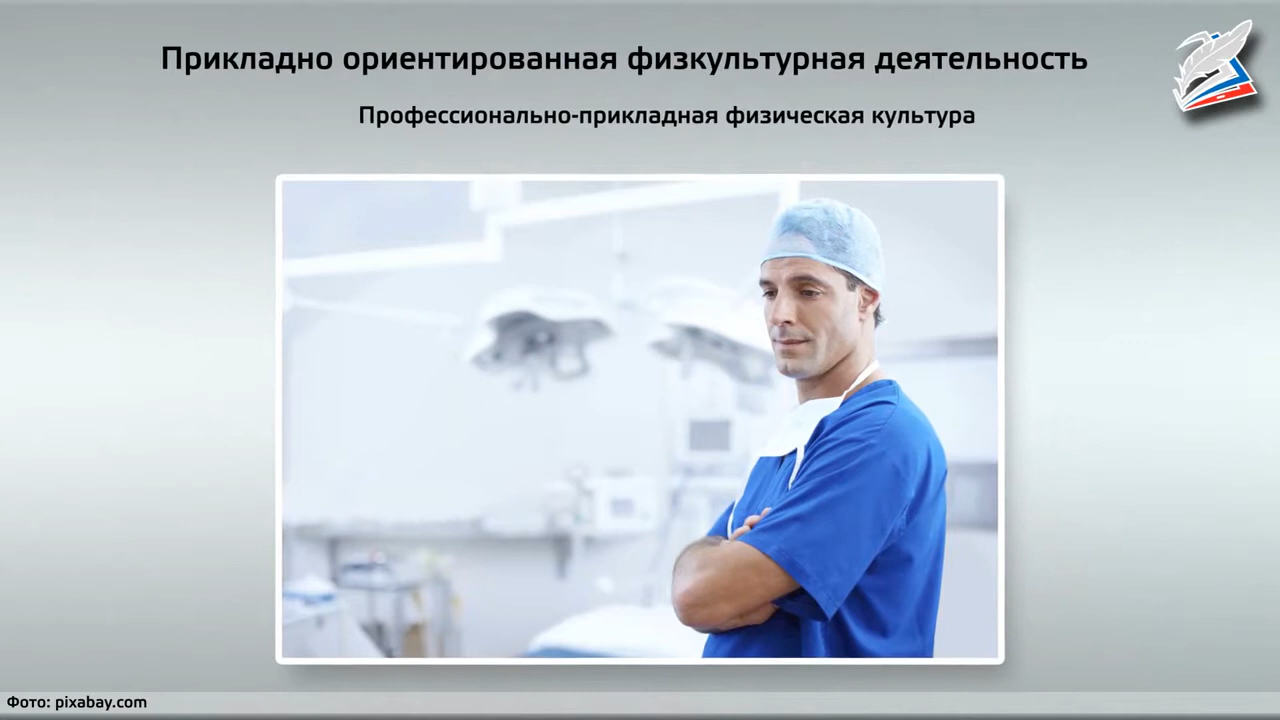 Прикладно ориентированная физкультурная деятельность
Профессионально-прикладная физическая культура
Фото: pixabay.com